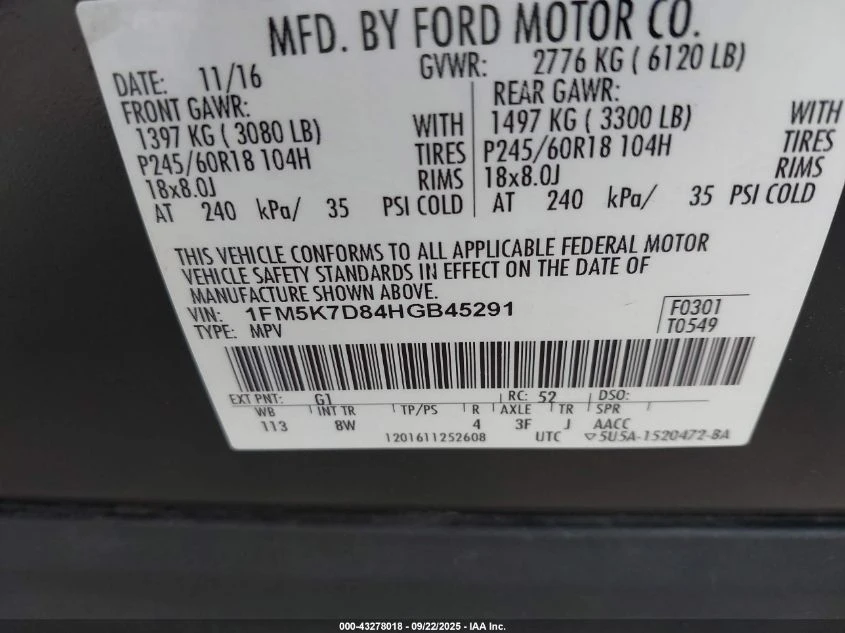 MFD. BY FORD MOTOR CO.
DATE: 11/16 GVWR: 2776 KG ( 6120 LB)
FRONT GAWR: REAR GAWR:
1397 KG ( 3080 LB) WITH 1497 KG ( 3300 LB) WITH
P245/60R18 104H TIRES P245/60R18 104H TIRES
18x8.0J RIMS 18x8.0J RIMS
AT 240 kPa/ 35 PSI COLD AT 240 kPa/ 35 PSI COLD
THIS VEHICLE CONFORMS TO ALL APPLICABLE FEDERAL MOTOR
VEHICLE SAFETY STANDARDS IN EFFECT ON THE DATE OF
MANUFACTURE SHOWN ABOVE.
VIN: 1FM5K7D84HGB45291 F0301
TYPE: MPV T0549
EXT PNT: G1 RC: 52 DSO:
WB INT TR TP/PS R AXLE TR SPR
113 8W 4 3F J AACC
1201611252608 UTC ▽5U5A-1520472-BA
000-43278018 - 09/22/2025 - IAA Inc.